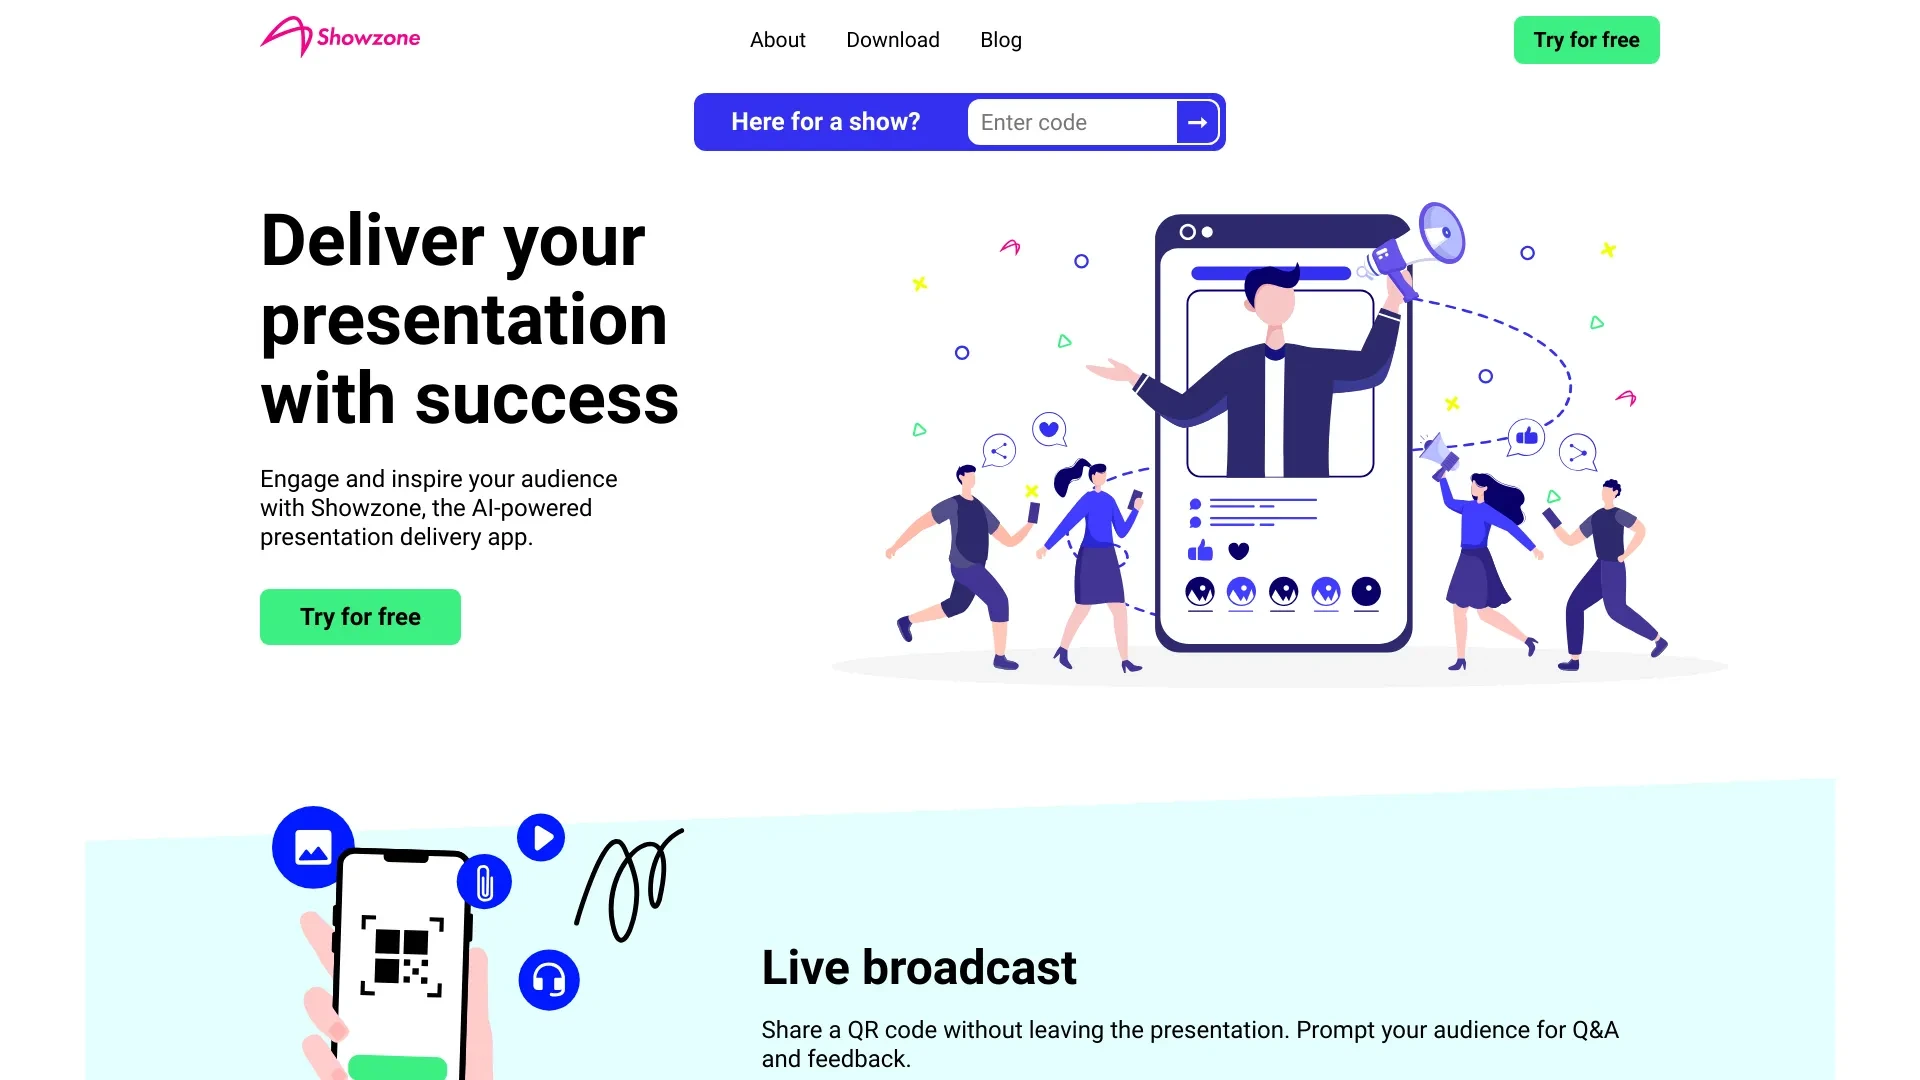 Showzone
About
Download
Blog
Try for free
Here for a show?
Enter code
Deliver your
presentation
with success
Engage and inspire your audience
with Showzone, the AI-powered
presentation delivery app.
Try for free
Live broadcast
Share a QR code without leaving the presentation. Prompt your audience for Q&A
and feedback.